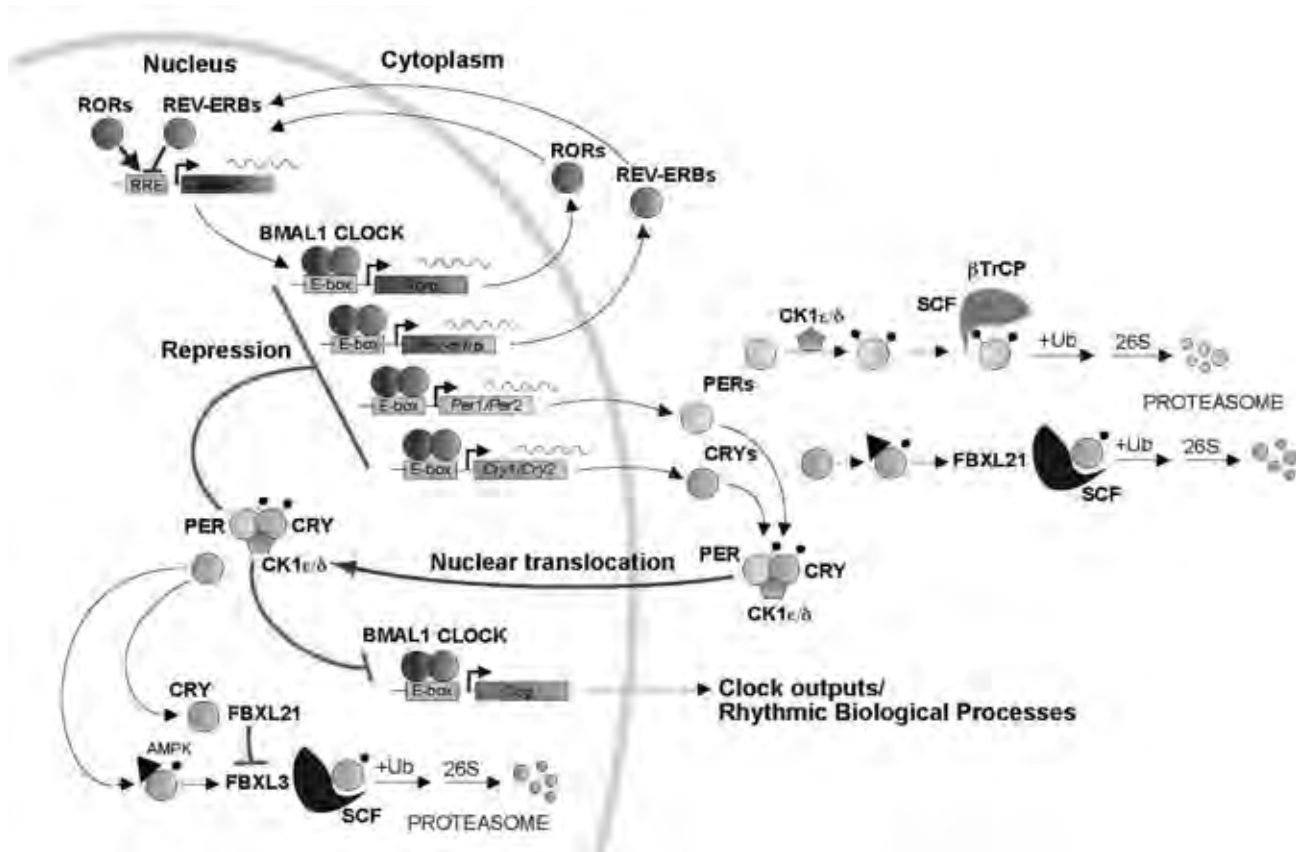 Nucleus
Cytoplasm
RORs
REV-ERBs
RRE
RORs
REV-ERBs
BMAL1 CLOCK
E-box
E-box
Repression
E-box
Per1/Per2
E-box
Cry1/Cry2
PERs
CRYs
βTrCP
SCF
CK1ε/δ
+Ub
26S
PROTEASOME
FBXL21
+Ub
26S
SCF
PER
CRY
CK1ε/δ
Nuclear translocation
PER
CRY
CK1ε/δ
BMAL1 CLOCK
E-box
Clock outputs/
Rhythmic Biological Processes
CRY
FBXL21
AMPK
FBXL3
+Ub
26S
SCF
PROTEASOME